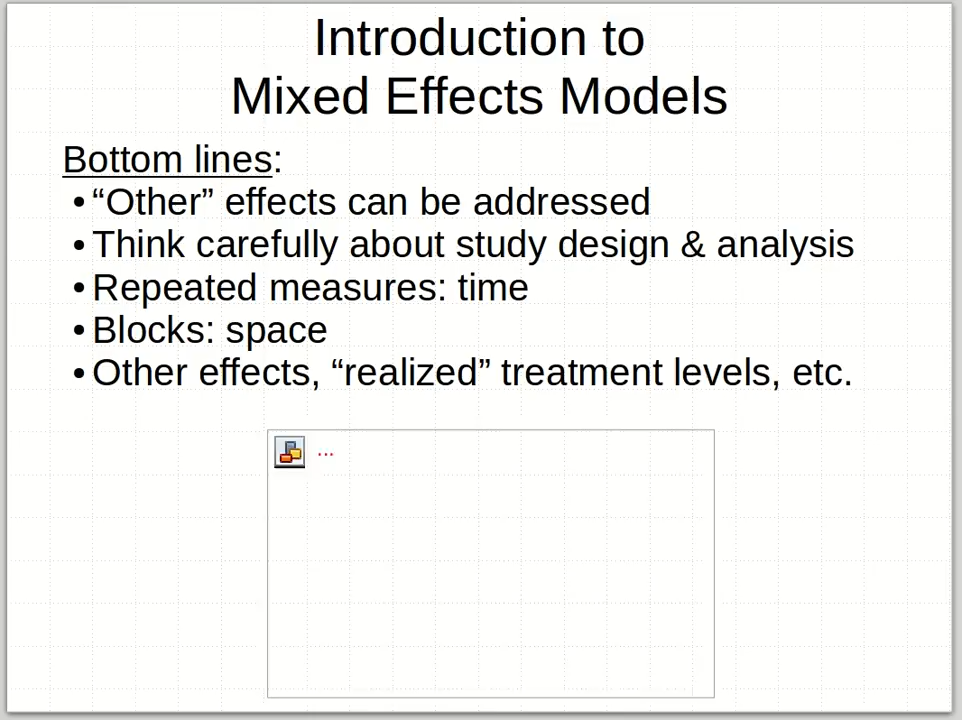 Introduction to
Mixed Effects Models
Bottom lines:
• “Other” effects can be addressed
• Think carefully about study design & analysis
• Repeated measures: time
• Blocks: space
• Other effects, “realized” treatment levels, etc.
...